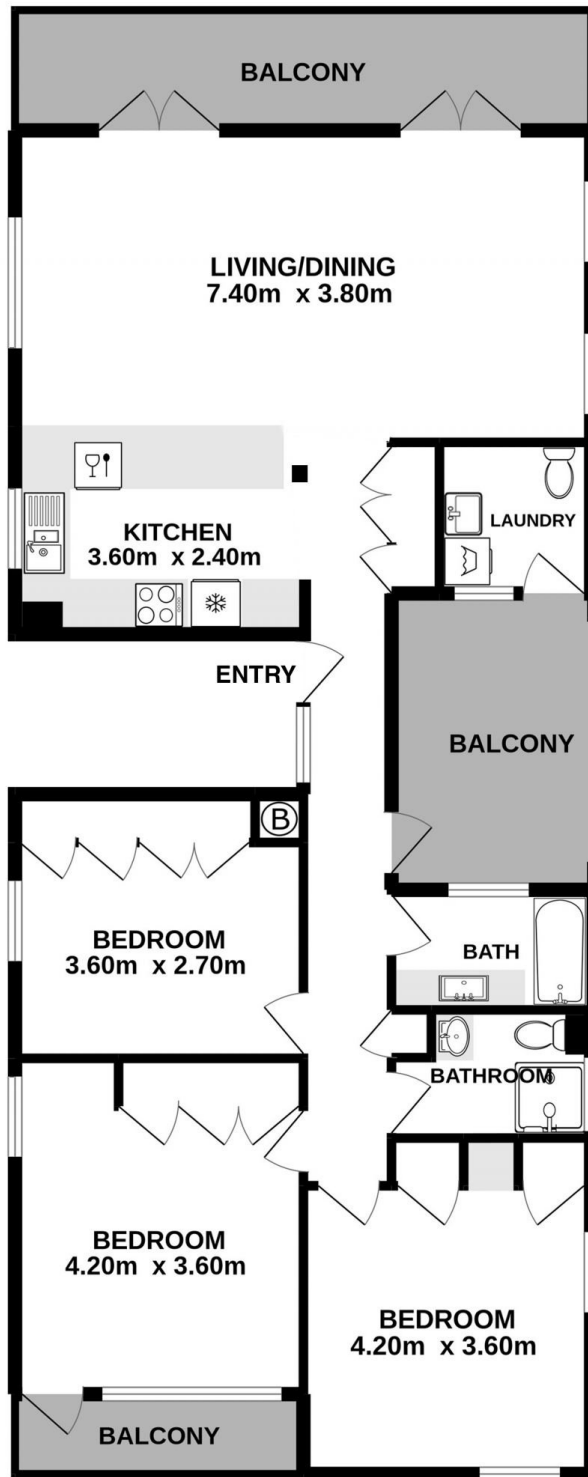 BALCONY
LIVING/DINING
7.40m x 3.80m
KITCHEN
3.60m x 2.40m
LAUNDRY
ENTRY
BALCONY
B
BEDROOM
3.60m x 2.70m
BATH
BATHROOM
BEDROOM
4.20m x 3.60m
BEDROOM
4.20m x 3.60m
BALCONY